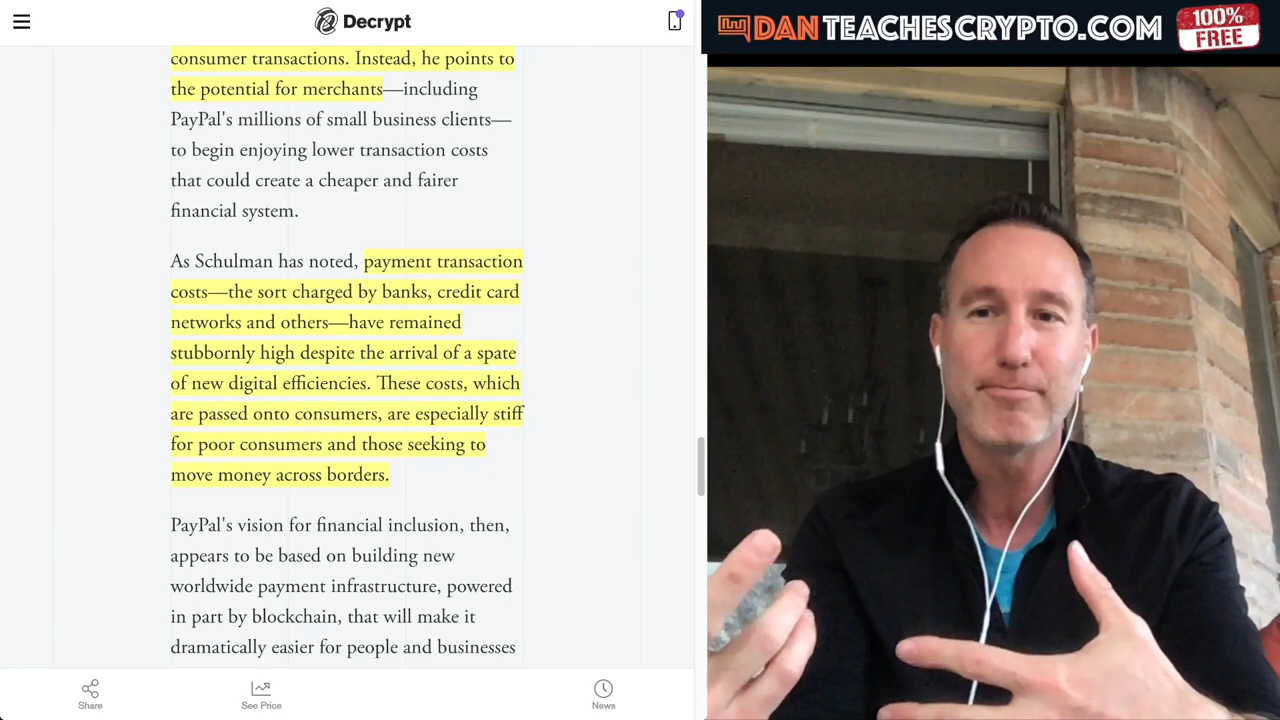 Decrypt
consumer transactions. Instead, he points to
the potential for merchants—including
PayPal's millions of small business clients—
to begin enjoying lower transaction costs
that could create a cheaper and fairer
financial system.
As Schulman has noted, payment transaction
costs—the sort charged by banks, credit card
networks and others—have remained
stubbornly high despite the arrival of a spate
of new digital efficiencies. These costs, which
are passed onto consumers, are especially stiff
for poor consumers and those seeking to
move money across borders.
PayPal's vision for financial inclusion, then,
appears to be based on building new
worldwide payment infrastructure, powered
in part by blockchain, that will make it
dramatically easier for people and businesses
Share
See Price
News
DANTEACHESCRYPTO.COM
100%
FREE